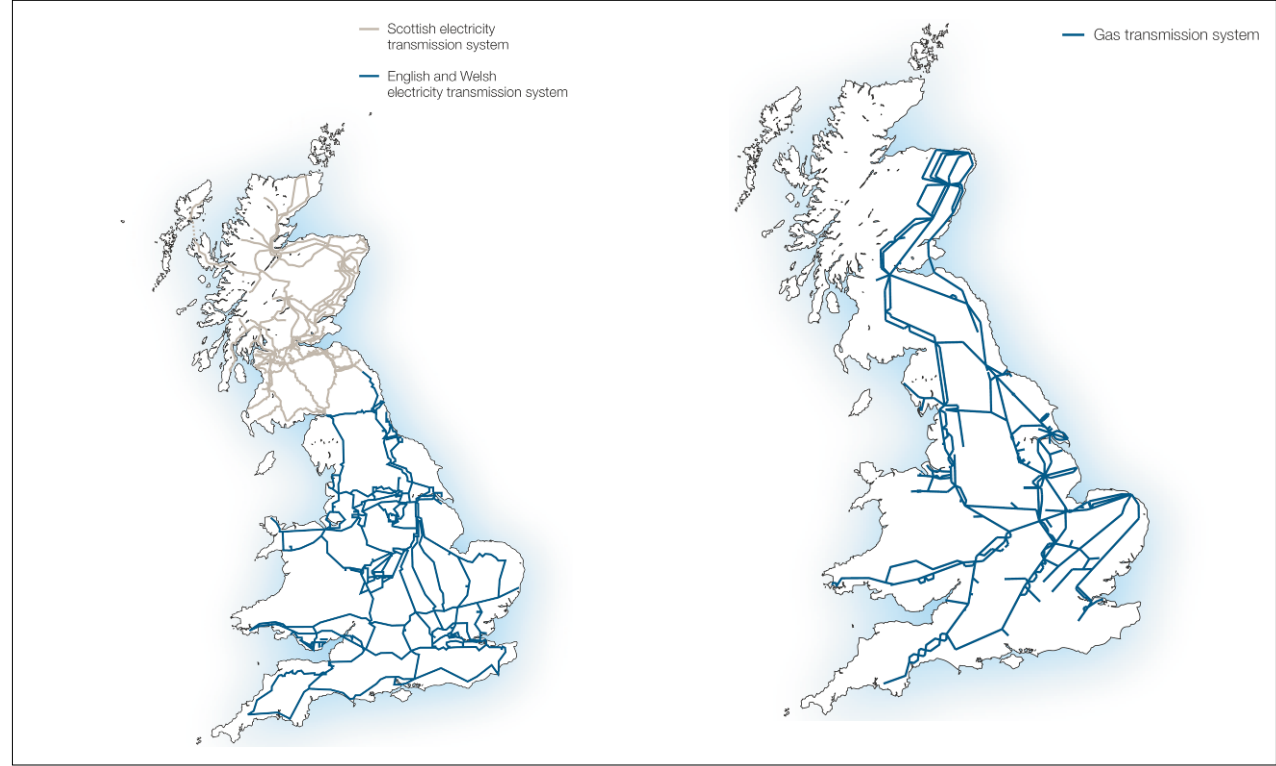 Scottish electricity
transmission system
English and Welsh
electricity transmission system
Gas transmission system